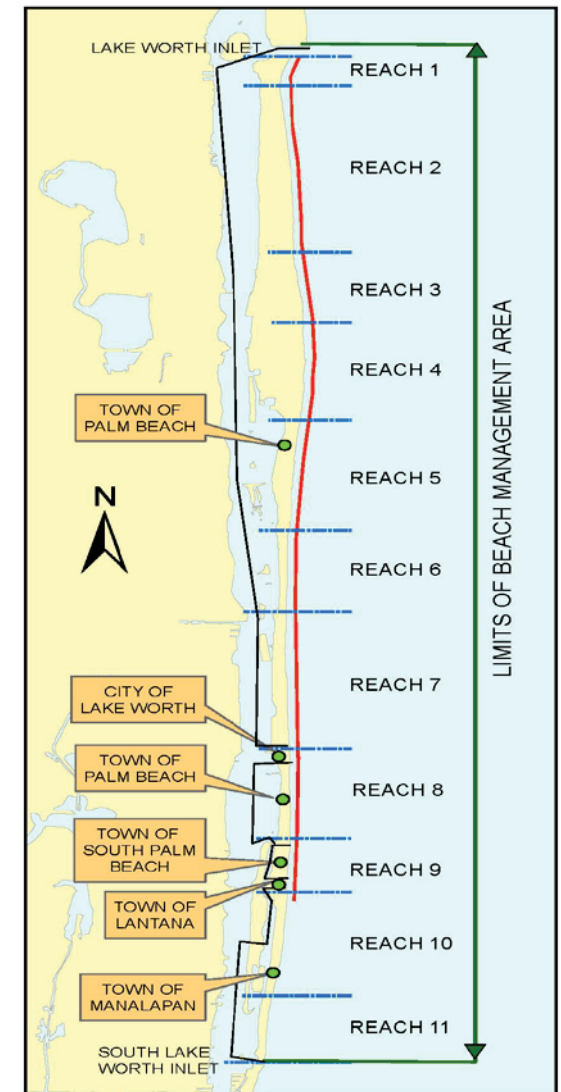 LAKE WORTH INLET
REACH 1
REACH 2
REACH 3
REACH 4
TOWN OF
PALM BEACH
REACH 5
N
REACH 6
LIMITS OF BEACH MANAGEMENT AREA
REACH 7
CITY OF
LAKE WORTH
TOWN OF
PALM BEACH
REACH 8
TOWN OF
SOUTH PALM
BEACH
REACH 9
TOWN OF
LANTANA
REACH 10
TOWN OF
MANALAPAN
REACH 11
SOUTH LAKE
WORTH INLET